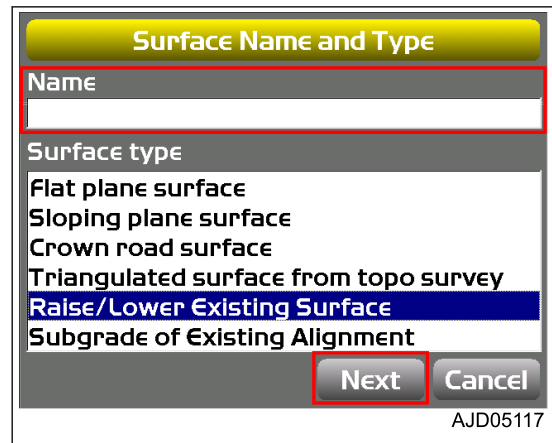 Surface Name and Type
Name
Surface type
Flat plane surface
Sloping plane surface
Crown road surface
Triangulated surface from topo survey
Raise/Lower Existing Surface
Subgrade of Existing Alignment
Next Cancel
AJD05117